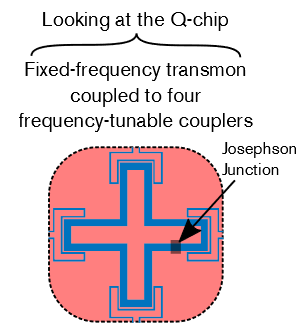 Looking at the Q-chip
Fixed-frequency transmon
coupled to four
frequency-tunable couplers
Josephson
Junction